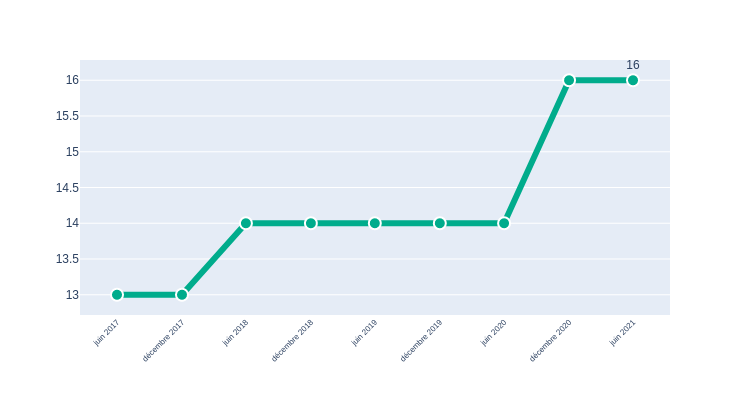 16
16
15.5
15
14.5
14
13.5
13
juin 2017
décembre 2017
juin 2018
décembre 2018
juin 2019
décembre 2019
juin 2020
décembre 2020
juin 2021